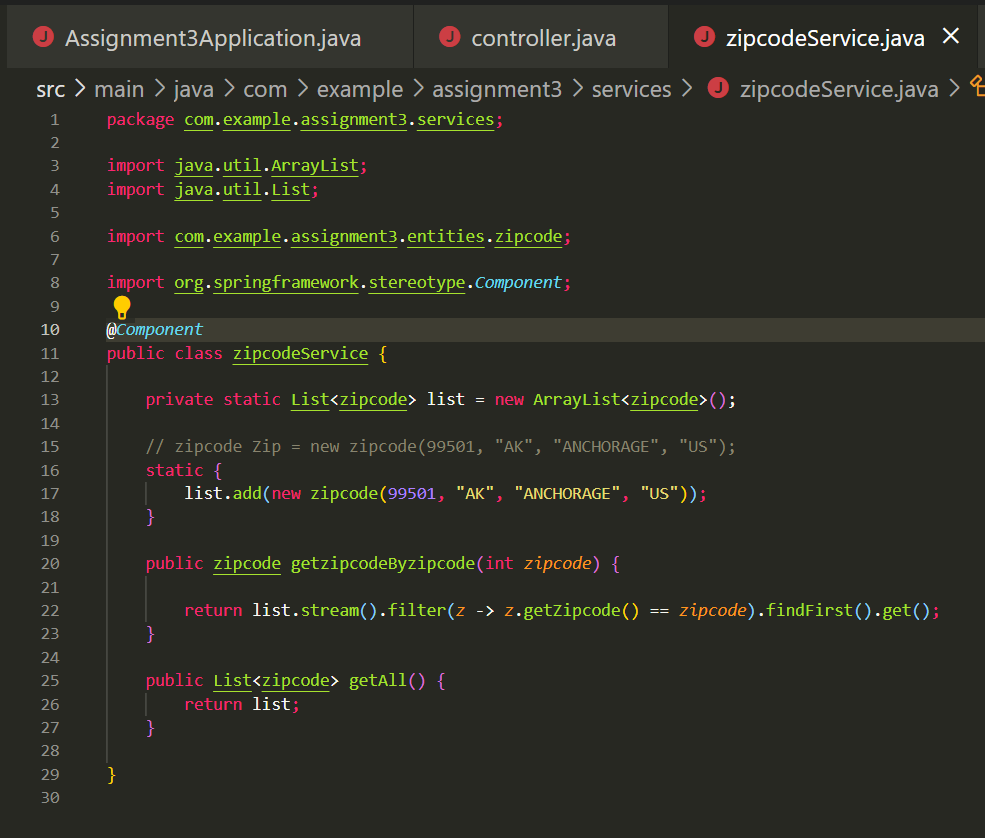 J Assignment3Application.java J controller.java J zipcodeService.java ×
src > main > java > com > example > assignment3 > services > J zipcodeService.java >
1 package com.example.assignment3.services;
2
3 import java.util.ArrayList;
4 import java.util.List;
5
6 import com.example.assignment3.entities.zipcode;
7
8 import org.springframework.stereotype.Component;
9
10 @Component
11 public class zipcodeService {
12
13     private static List<zipcode> list = new ArrayList<zipcode>();
14
15     // zipcode Zip = new zipcode(99501, "AK", "ANCHORAGE", "US");
16     static {
17         list.add(new zipcode(99501, "AK", "ANCHORAGE", "US"));
18     }
19
20     public zipcode getzipcodeByzipcode(int zipcode) {
21
22         return list.stream().filter(z -> z.getZipcode() == zipcode).findFirst().get();
23     }
24
25     public List<zipcode> getAll() {
26         return list;
27     }
28
29 }
30